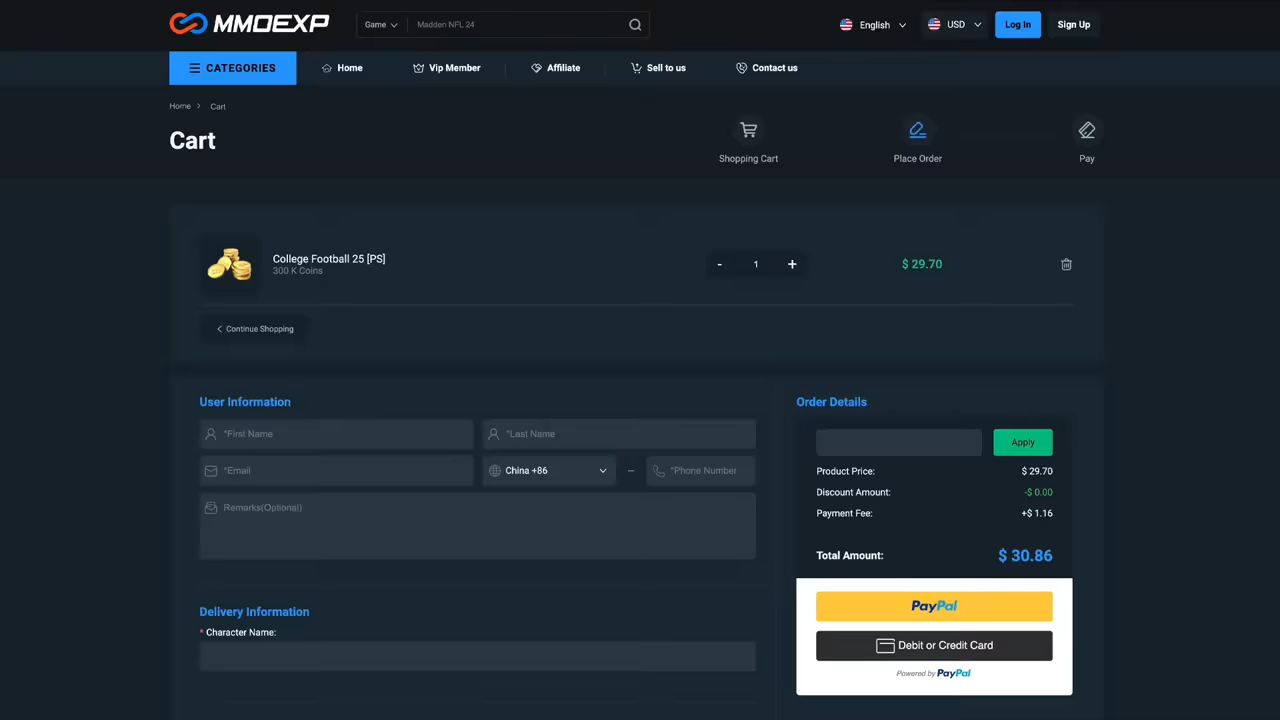 MMOEXP
Game
Madden NFL 24
English
USD
Log In
Sign Up
CATEGORIES
Home
Vip Member
Affiliate
Sell to us
Contact us
Home > Cart
Cart
Shopping Cart
Place Order
Pay
College Football 25 [PS]
300 K Coins
- 1 +
$ 29.70
Continue Shopping
User Information
*First Name
*Last Name
*Email
China +86
*Phone Number
Remarks(Optional)
Delivery Information
* Character Name:
Order Details
Apply
Product Price: $ 29.70
Discount Amount: -$ 0.00
Payment Fee: +$ 1.16
Total Amount: $ 30.86
PayPal
Debit or Credit Card
Powered by PayPal